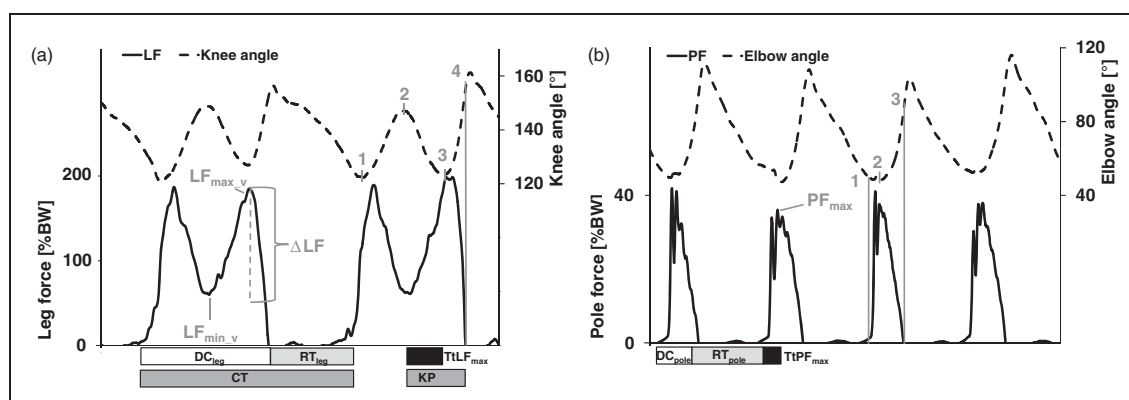 (a)
LF Knee angle
4
160
2
150
140
130
120
Knee angle [°]
1
3
200
100
0
Leg force [%BW]
LFmax_v
ΔLF
LFmin_v
DCleg RTleg TtLFmax
CT KP
(b)
PF Elbow angle
120
100
80
60
40
Elbow angle [°]
3
2
1
40
0
Pole force [%BW]
PFmax
DCpole RTpole TtPFmax